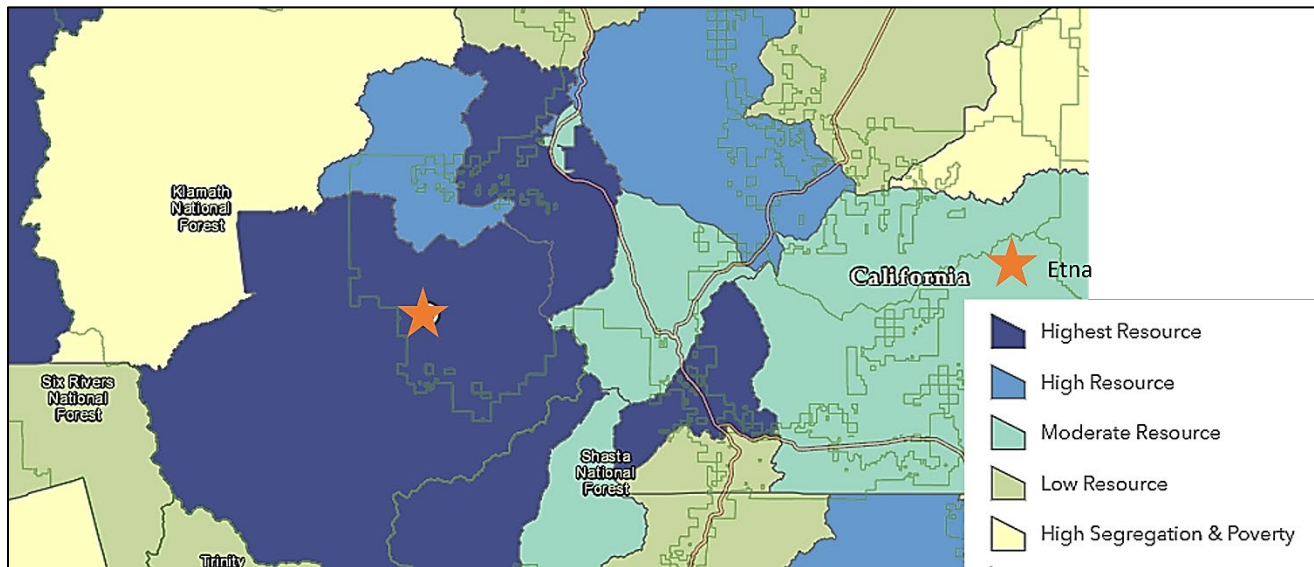 Klamath
National
Forest
Six Rivers
National
Forest
Trinity
Shasta
National
Forest
California
Etna
Highest Resource
High Resource
Moderate Resource
Low Resource
High Segregation & Poverty